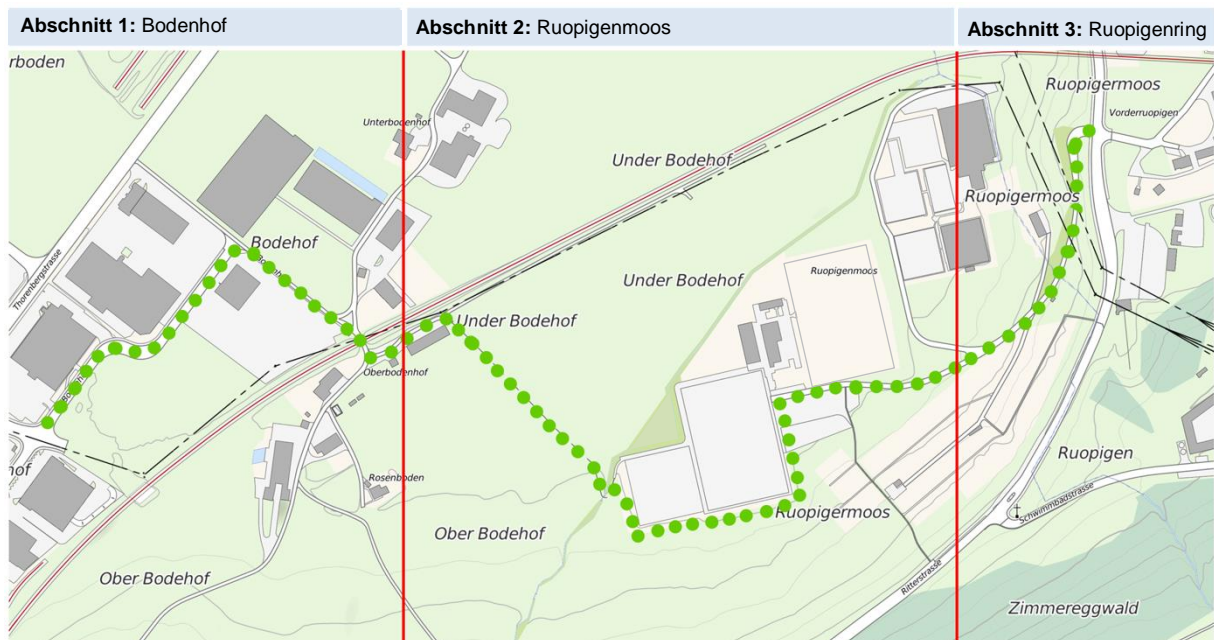 Abschnitt 1: Bodenhof
Abschnitt 2: Ruopigenmoos
Abschnitt 3: Ruopigenring
rboden
Ruopigermoos
Vorderruopigen
Unterbodenhof
Under Bodehof
Ruopigermoos
Thorenbergstrasse
Bodehof
Under Bodehof
Ruopigenmoos
Under Bodehof
Oberbodenhof
Ruopigen
hof
Rosenboden
Schwimmbadstrasse
Ruopigermoos
Ober Bodehof
Ober Bodehof
Ritterstrasse
Zimmereggwald